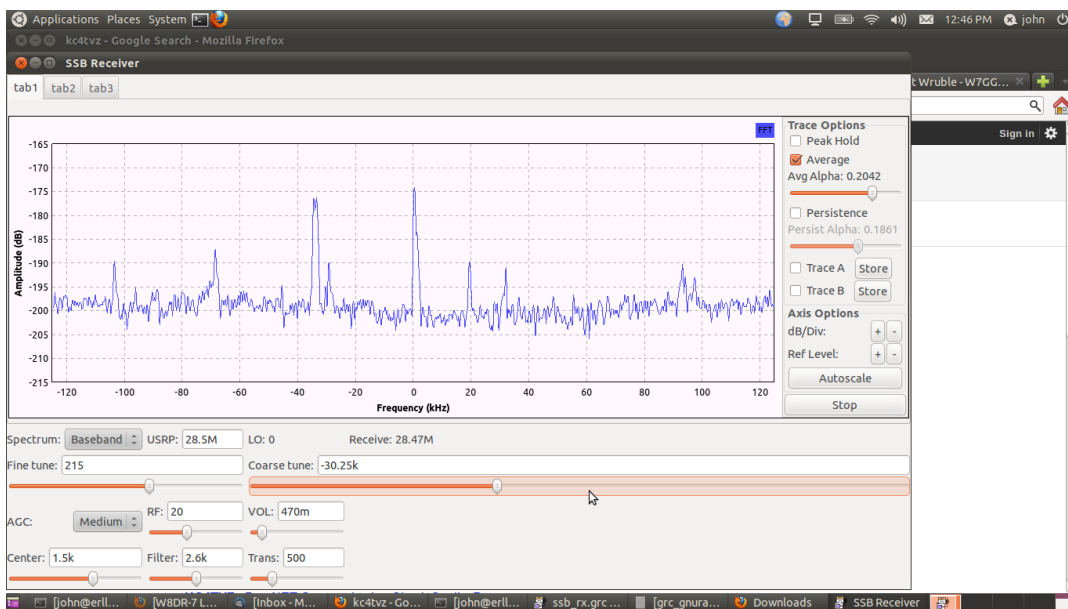 Applications Places System 12:46 PM john
kc4tvz - Google Search - Mozilla Firefox
SSB Receiver
t Wruble - W7GG...
tab1 tab2 tab3
Sign in
FFT
Trace Options
Peak Hold
Average
Avg Alpha: 0.2042
Persistence
Persist Alpha: 0.1861
Trace A Store
Trace B Store
Axis Options
dB/Div: + -
Ref Level: + -
Autoscale
Stop
Amplitude (dB)
-165
-170
-175
-180
-185
-190
-195
-200
-205
-210
-215
-120 -100 -80 -60 -40 -20 0 20 40 60 80 100 120
Frequency (kHz)
Spectrum: Baseband USRP: 28.5M LO: 0 Receive: 28.47M
Fine tune: 215 Coarse tune: -30.25k
AGC: Medium RF: 20 VOL: 470m
Center: 1.5k Filter: 2.6k Trans: 500
[john@erll... [W8DR-7 L... [Inbox - M... kc4tvz - Go... [john@erll... ssb_rx.grc ... [grc_gnura... Downloads SSB Receiver